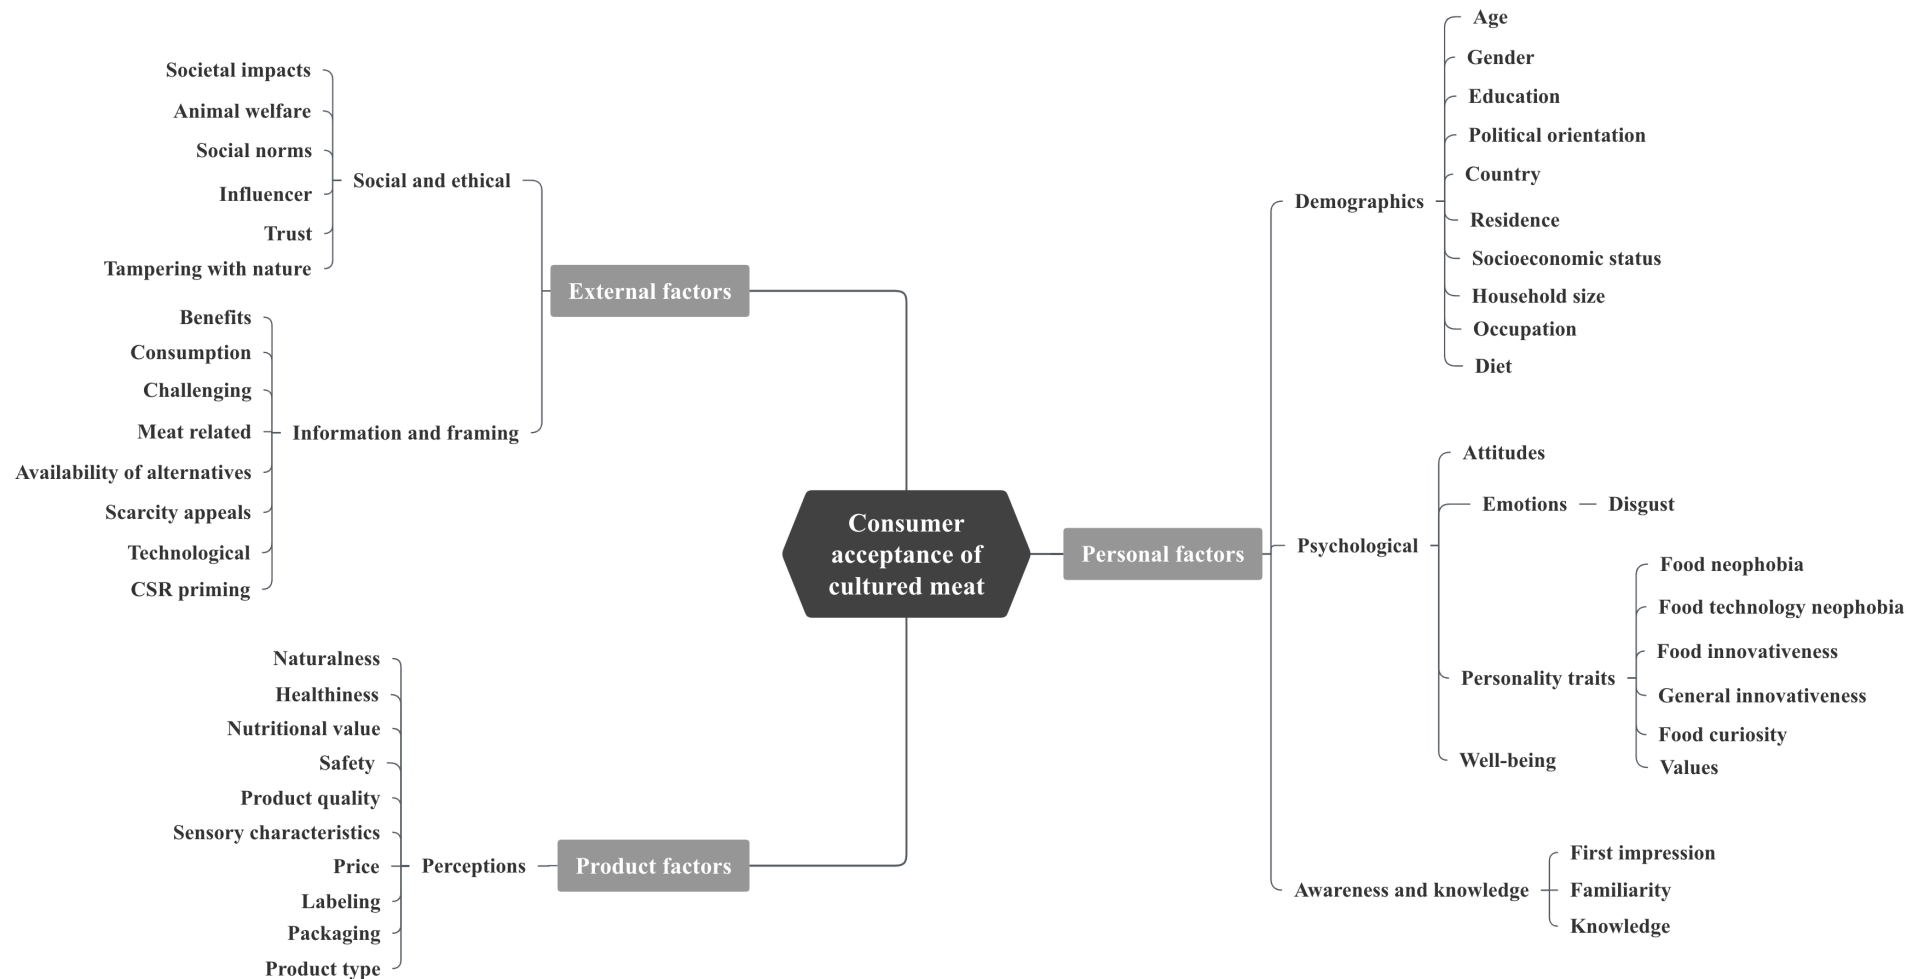 Consumer
acceptance of
cultured meat
External factors
Social and ethical
Societal impacts
Animal welfare
Social norms
Influencer
Trust
Tampering with nature
Information and framing
Benefits
Consumption
Challenging
Meat related
Availability of alternatives
Scarcity appeals
Technological
CSR priming
Product factors
Perceptions
Naturalness
Healthiness
Nutritional value
Safety
Product quality
Sensory characteristics
Price
Labeling
Packaging
Product type
Personal factors
Demographics
Age
Gender
Education
Political orientation
Country
Residence
Socioeconomic status
Household size
Occupation
Diet
Psychological
Attitudes
Emotions
Disgust
Personality traits
Food neophobia
Food technology neophobia
Food innovativeness
General innovativeness
Food curiosity
Values
Well-being
Awareness and knowledge
First impression
Familiarity
Knowledge